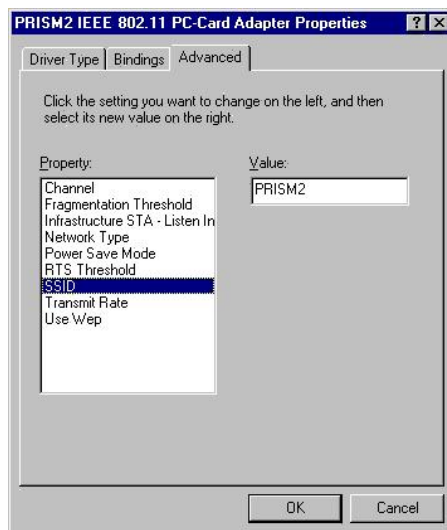 PRISM2 IEEE 802.11 PC-Card Adapter Properties
Driver Type
Bindings
Advanced
Click the setting you want to change on the left, and then
select its new value on the right.
Property:
Value:
Channel
Fragmentation Threshold
Infrastructure STA - Listen In
Network Type
Power Save Mode
RTS Threshold
SSID
Transmit Rate
Use Wep
PRISM2
OK
Cancel